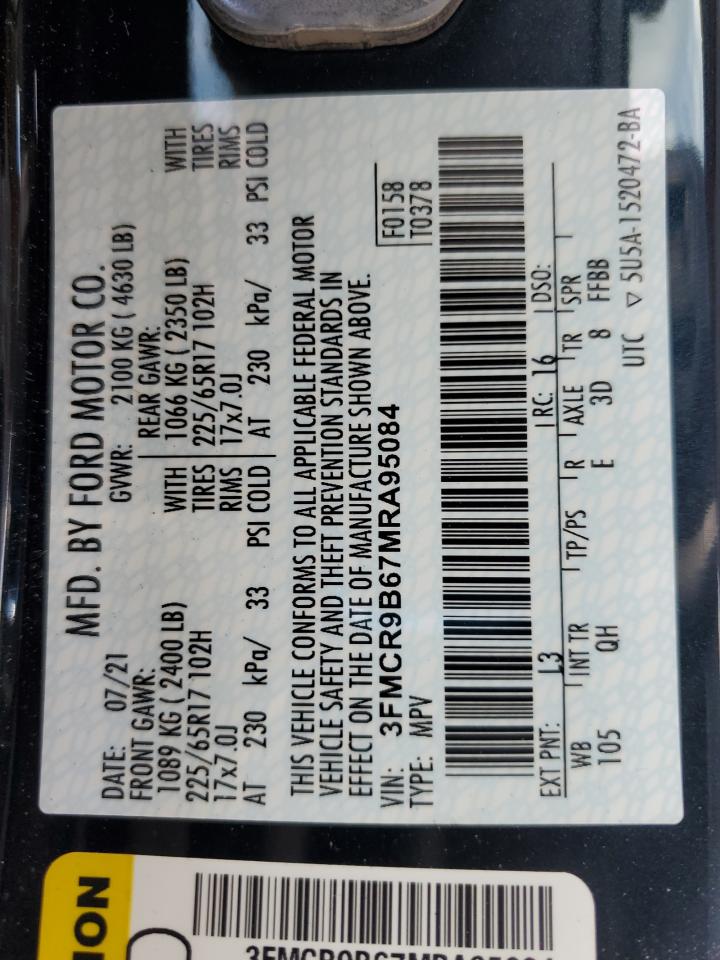 MFD. BY FORD MOTOR CO.
DATE: 07/21 GVWR: 2100 KG ( 4630 LB)
FRONT GAWR: REAR GAWR:
1089 KG ( 2400 LB) WITH 1066 KG ( 2350 LB) WITH
225/65R17 102H TIRES 225/65R17 102H TIRES
17x7.0J RIMS 17x7.0J RIMS
AT 230 kPa/ 33 PSI COLD AT 230 kPa/ 33 PSI COLD
THIS VEHICLE CONFORMS TO ALL APPLICABLE FEDERAL MOTOR
VEHICLE SAFETY AND THEFT PREVENTION STANDARDS IN
EFFECT ON THE DATE OF MANUFACTURE SHOWN ABOVE.
VIN: 3FMCR9B67MRA95084 F0158
TYPE: MPV T0378
EXT PNT: L3 RC: 16 DSO:
WB INT TR TP/PS R AXLE TR SPR
105 QH E 3D 8 FFBB
UTC ▽ 5U5A-1520472-BA